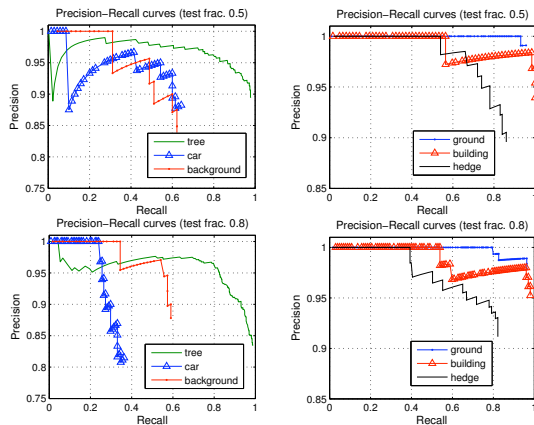 Precision−Recall curves (test frac. 0.5)
1
0.95
0.9
0.85
0.8
0.75
0 0.2 0.4 0.6 0.8 1
Precision
Recall
tree
car
background
Precision−Recall curves (test frac. 0.5)
1
0.95
0.9
0.85
0 0.2 0.4 0.6 0.8 1
Precision
Recall
ground
building
hedge
Precision−Recall curves (test frac. 0.8)
1
0.95
0.9
0.85
0.8
0.75
0 0.2 0.4 0.6 0.8 1
Precision
Recall
tree
car
background
Precision−Recall curves (test frac. 0.8)
1
0.95
0.9
0.85
0 0.2 0.4 0.6 0.8 1
Precision
Recall
ground
building
hedge